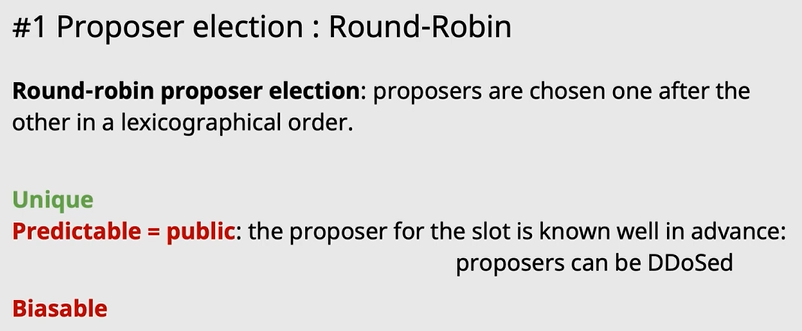 #1 Proposer election : Round-Robin
Round-robin proposer election: proposers are chosen one after the
other in a lexicographical order.
Unique
Predictable = public: the proposer for the slot is known well in advance:
proposers can be DDoSed
Biasable